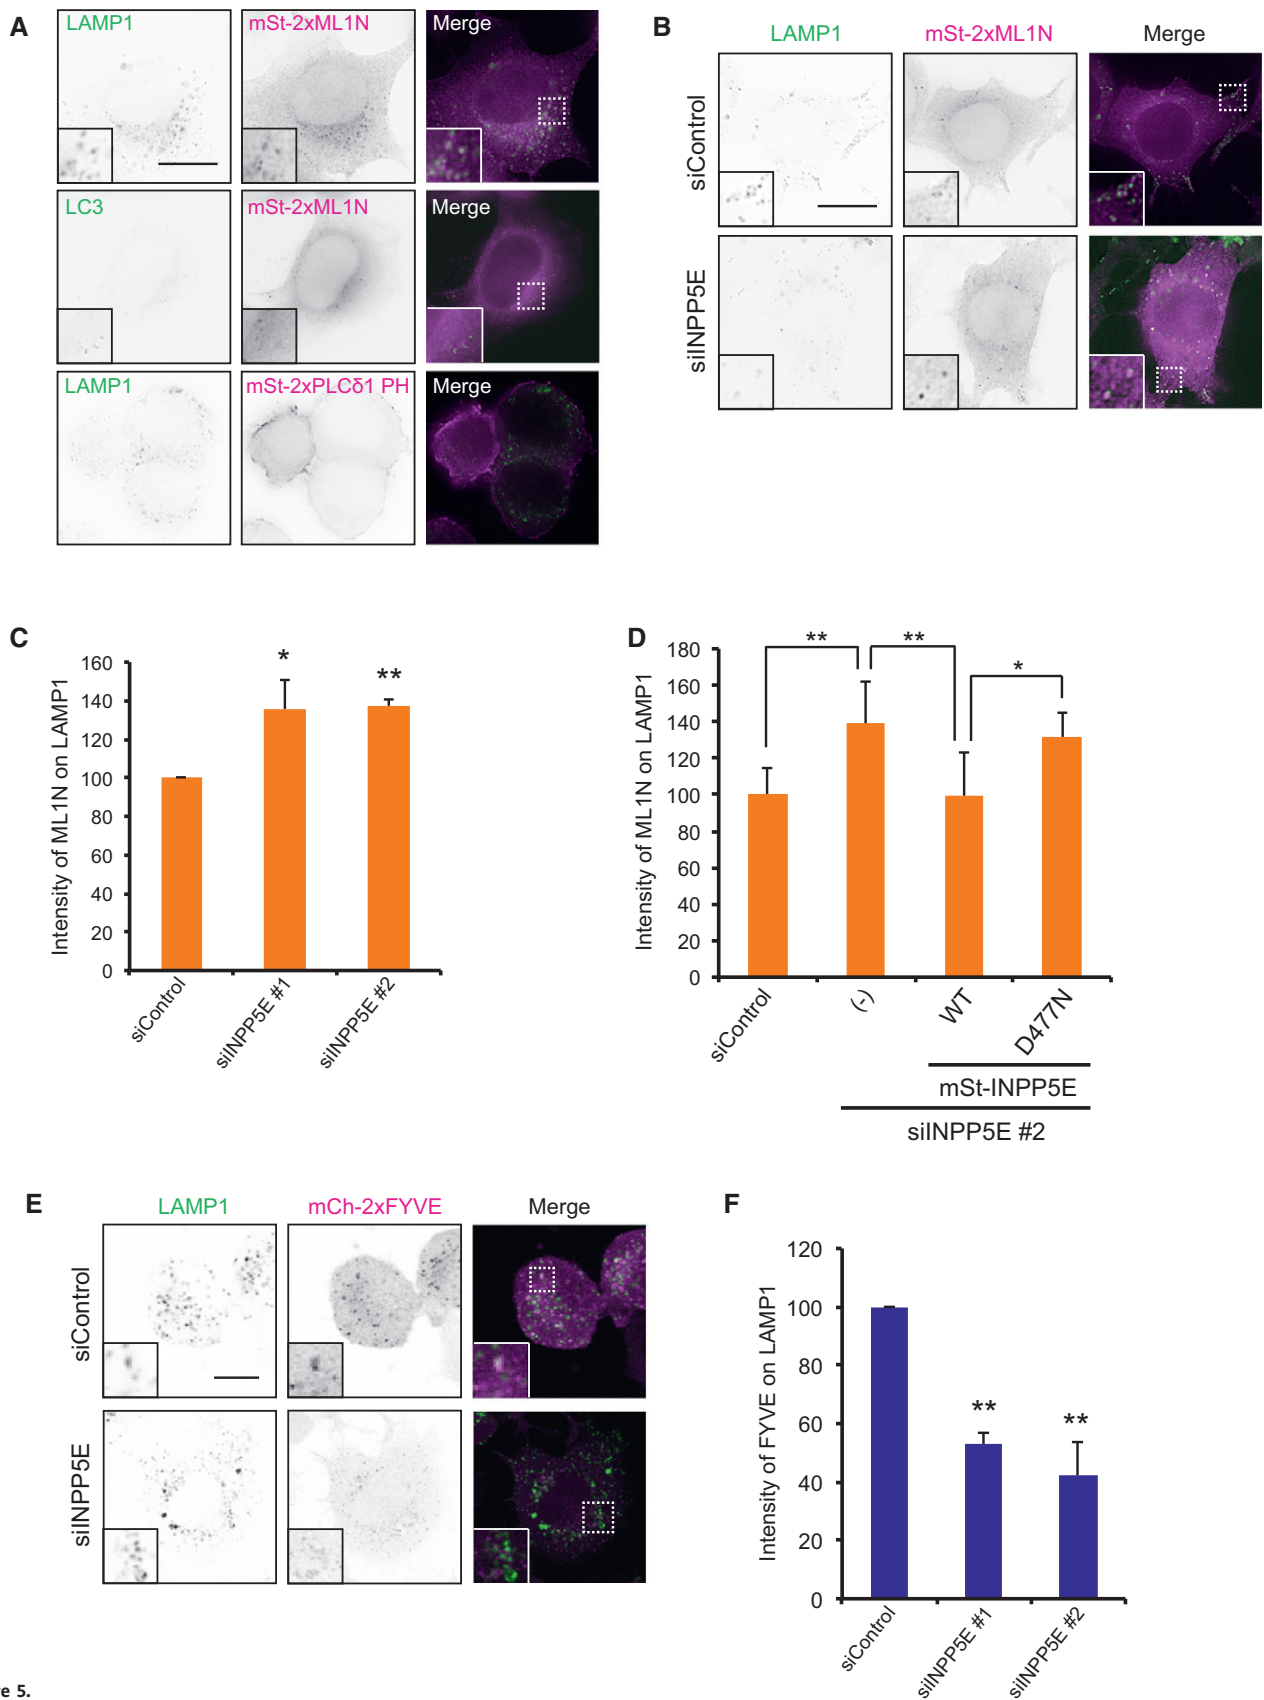 A
LAMP1
mSt-2xML1N
Merge
LC3
mSt-2xML1N
Merge
LAMP1
mSt-2xPLCδ1 PH
Merge
B
LAMP1
mSt-2xML1N
Merge
siControl
siINPP5E
C
Intensity of ML1N on LAMP1
160
140
120
100
80
60
40
20
0
*
**
siControl
siINPP5E #1
siINPP5E #2
D
Intensity of ML1N on LAMP1
180
160
140
120
100
80
60
40
20
0
**
**
*
siControl
(-)
WT
D477N
mSt-INPP5E
siINPP5E #2
E
LAMP1
mCh-2xFYVE
Merge
siControl
siINPP5E
F
Intensity of FYVE on LAMP1
120
100
80
60
40
20
0
**
**
siControl
siINPP5E #1
siINPP5E #2
e 5.